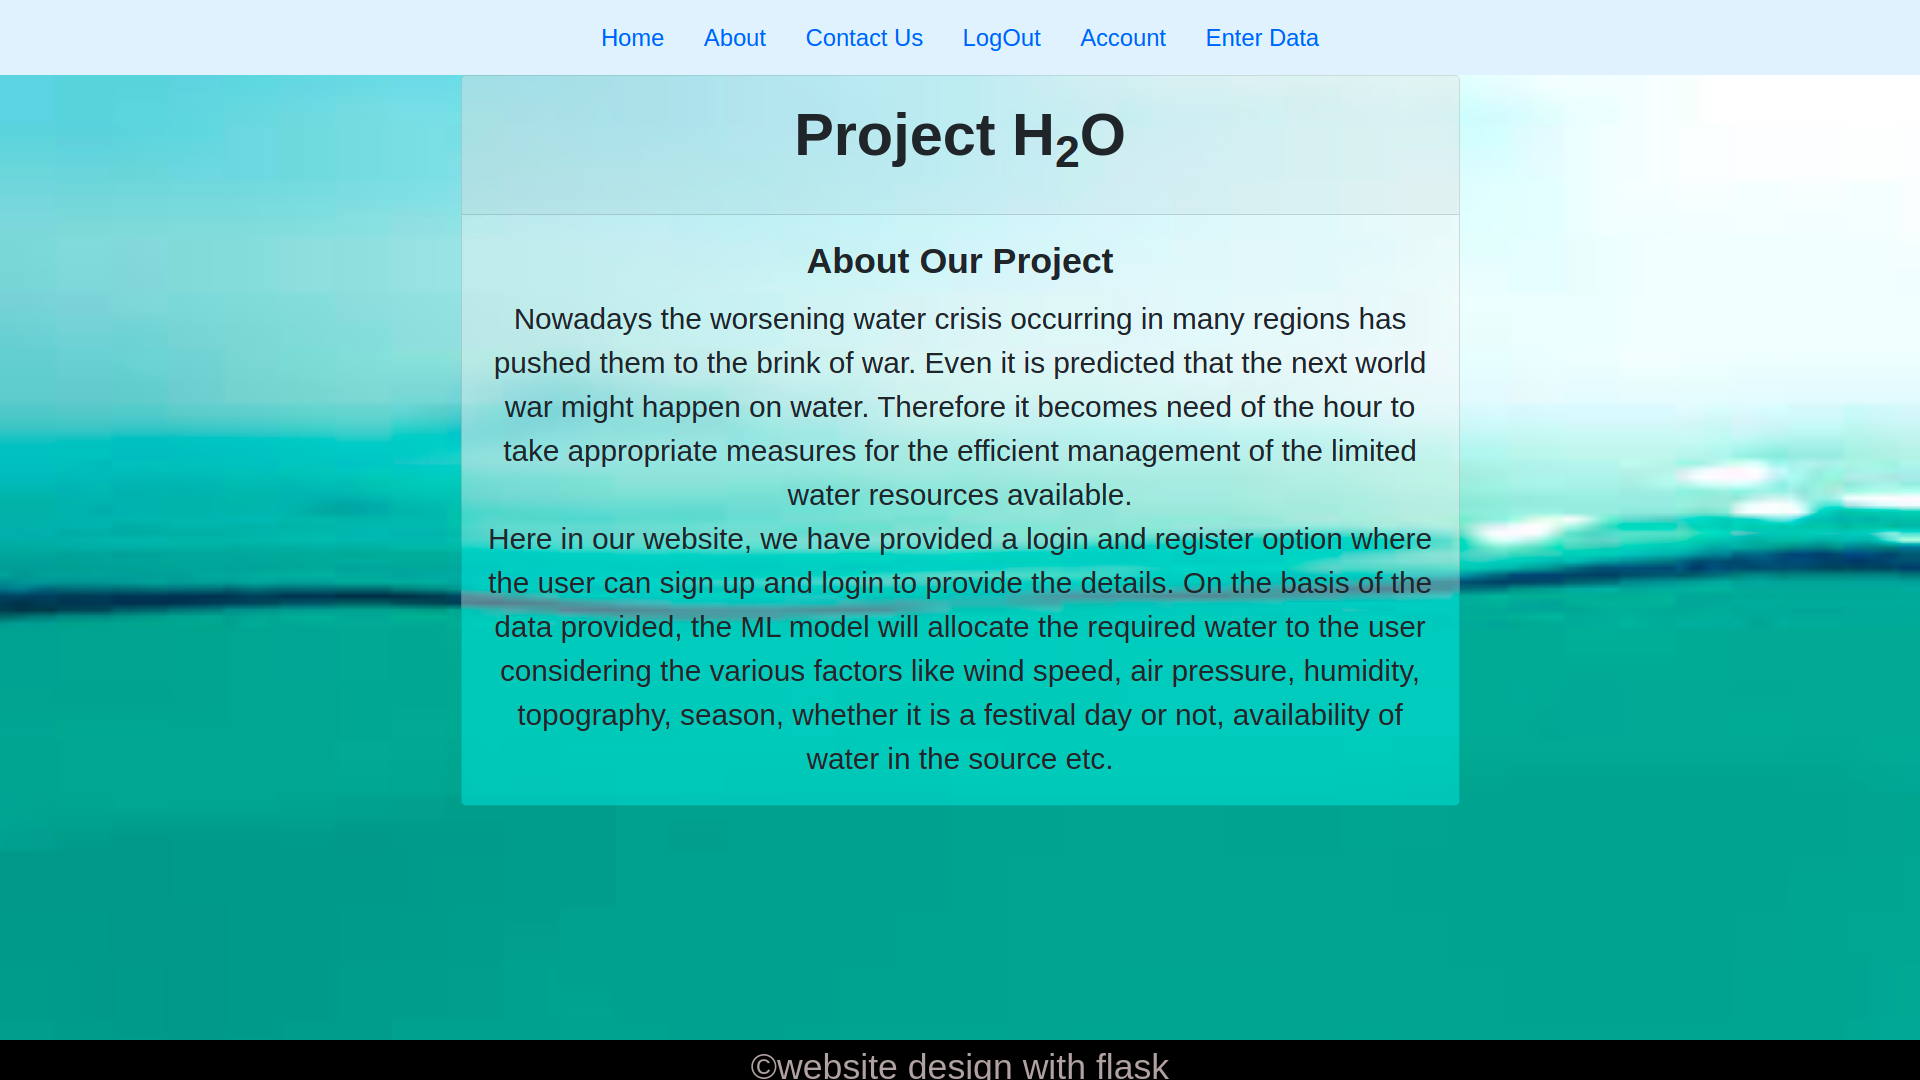 Home About Contact Us LogOut Account Enter Data
Project H₂O
About Our Project
Nowadays the worsening water crisis occurring in many regions has
pushed them to the brink of war. Even it is predicted that the next world
war might happen on water. Therefore it becomes need of the hour to
take appropriate measures for the efficient management of the limited
water resources available.
Here in our website, we have provided a login and register option where
the user can sign up and login to provide the details. On the basis of the
data provided, the ML model will allocate the required water to the user
considering the various factors like wind speed, air pressure, humidity,
topography, season, whether it is a festival day or not, availability of
water in the source etc.
©website design with flask